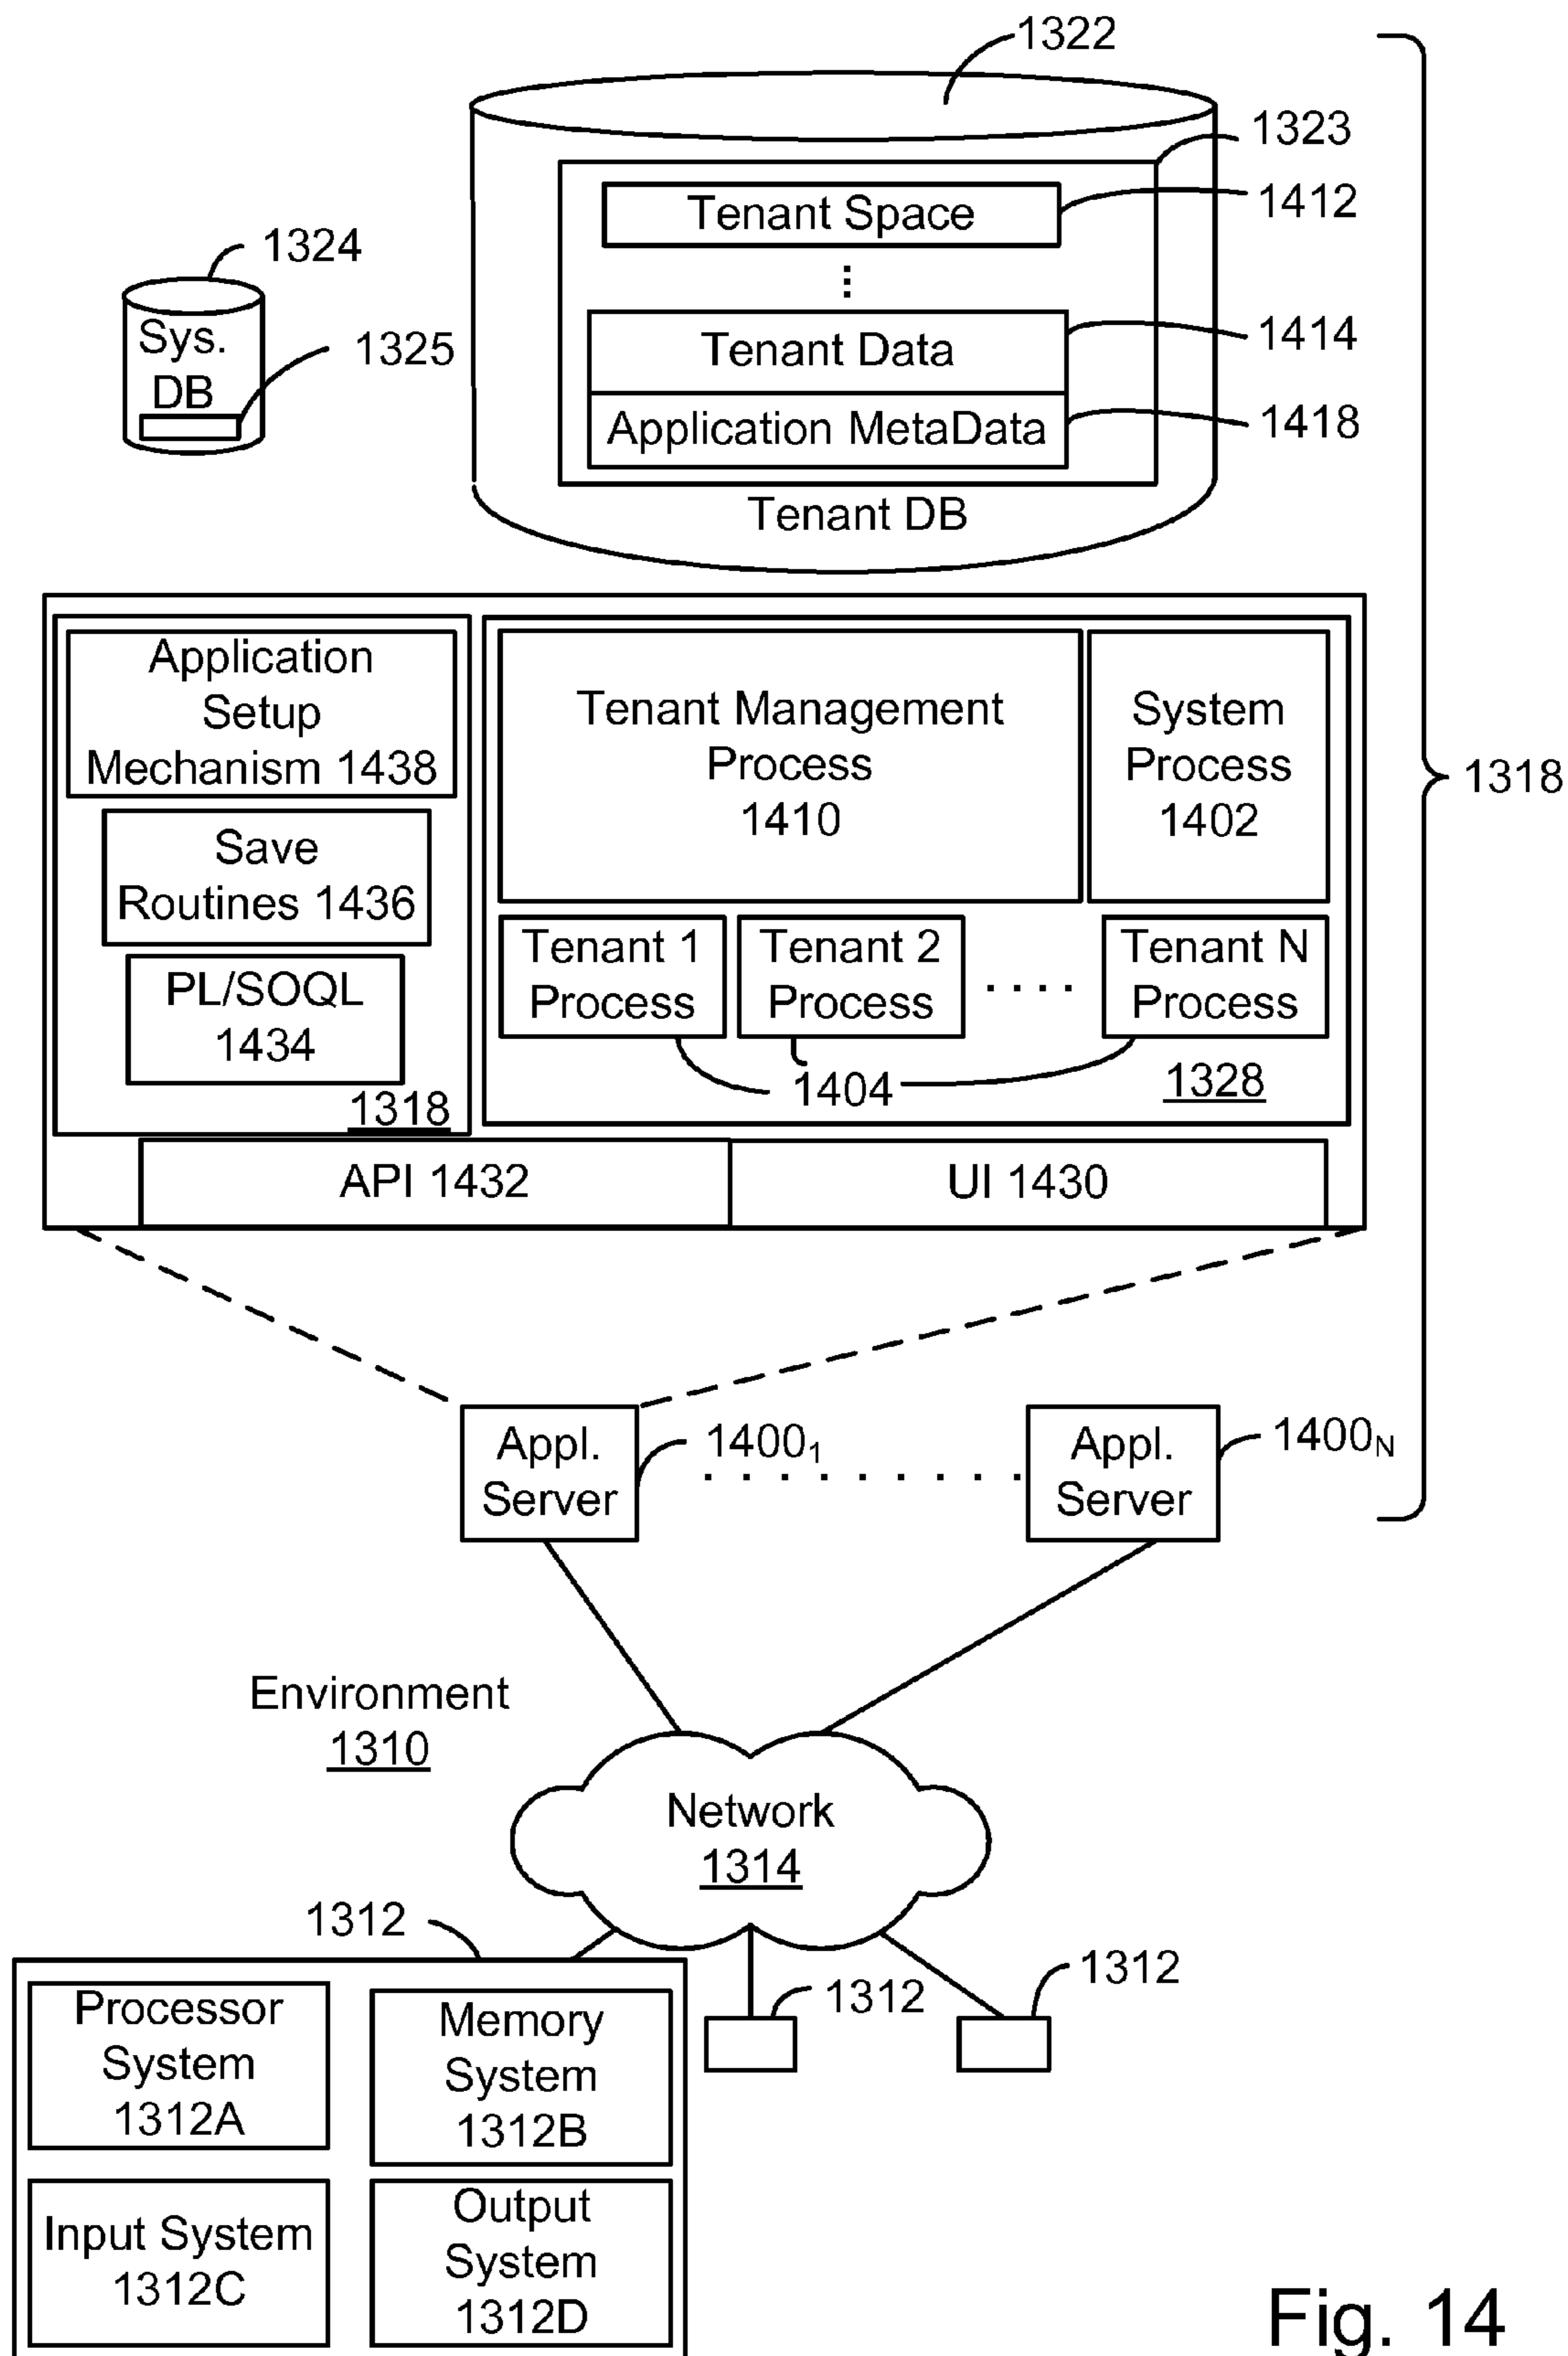 1322
1323
Tenant Space
1412
1324
Sys.
DB
1325
Tenant Data
1414
Application MetaData
1418
Tenant DB
Application
Setup
Mechanism 1438
Save
Routines 1436
PL/SOQL
1434
1318
Tenant Management
Process
1410
System
Process
1402
Tenant 1
Process
Tenant 2
Process
Tenant N
Process
1404
1328
1318
API 1432
UI 1430
Appl.
Server
1400₁
Appl.
Server
1400N
Environment
1310
Network
1314
1312
1312
1312
Processor
System
1312A
Memory
System
1312B
Input System
1312C
Output
System
1312D
Fig. 14